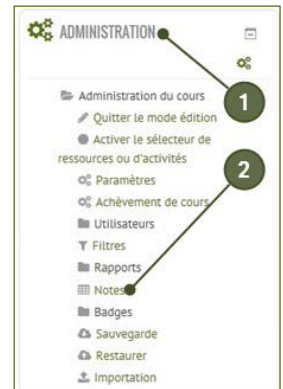 ADMINISTRATION
1
Administration du cours
Quitter le mode édition
Activer le sélecteur de
ressources ou d'activités
2
Paramètres
Achèvement de cours
Utilisateurs
Filtres
Rapports
Notes
Badges
Sauvegarde
Restaurer
Importation